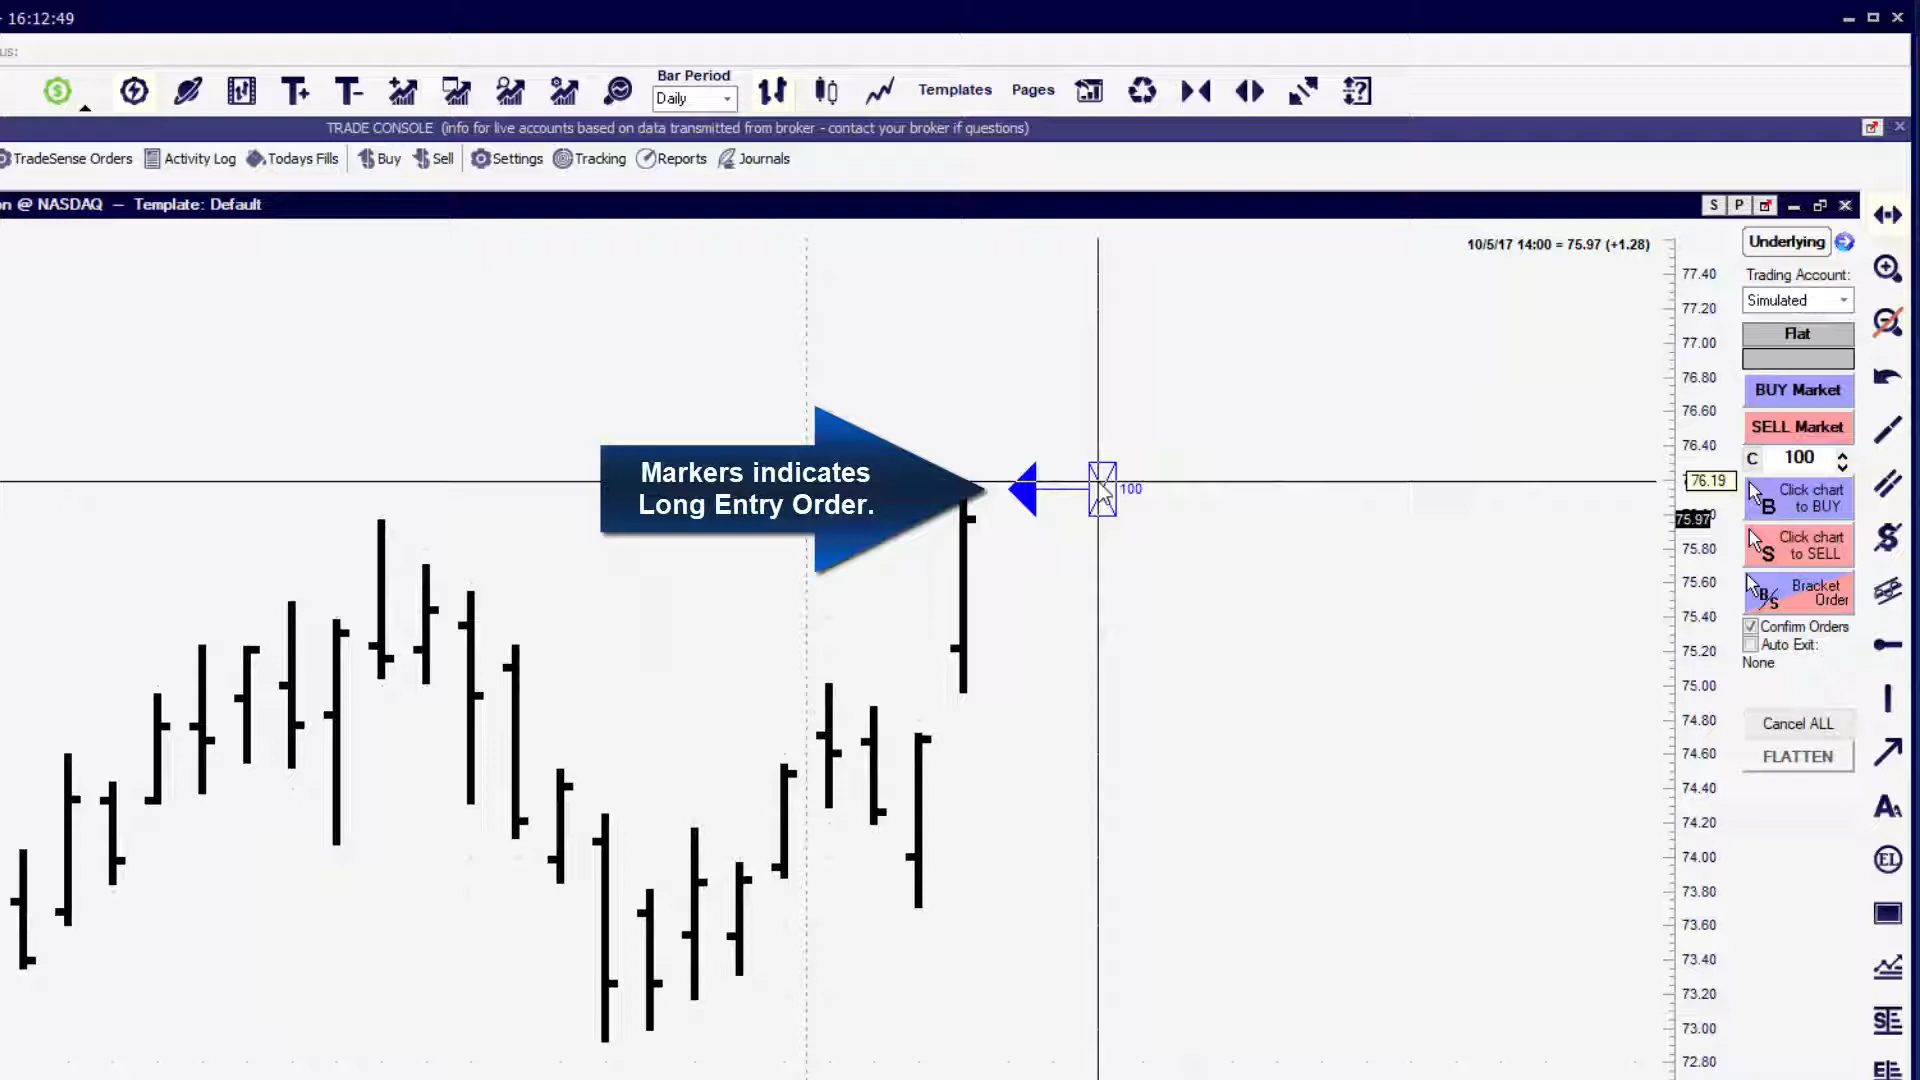 - 16:12:49
us:
Bar Period
Daily
Templates
Pages
TRADE CONSOLE (info for live accounts based on data transmitted from broker - contact your broker if questions)
TradeSense Orders
Activity Log
Todays Fills
Buy
Sell
Settings
Tracking
Reports
Journals
on @ NASDAQ – Template: Default
S
P
10/5/17 14:00 = 75.97 (+1.28)
Markers indicates
Long Entry Order.
100
77.40
77.20
77.00
76.80
76.60
76.40
76.19
75.97
75.80
75.60
75.40
75.20
75.00
74.80
74.60
74.40
74.20
74.00
73.80
73.60
73.40
73.20
73.00
72.80
Underlying
Trading Account:
Simulated
Flat
BUY Market
SELL Market
C 100
B Click chart
to BUY
S Click chart
to SELL
B/S Bracket
Order
Confirm Orders
Auto Exit:
None
Cancel ALL
FLATTEN